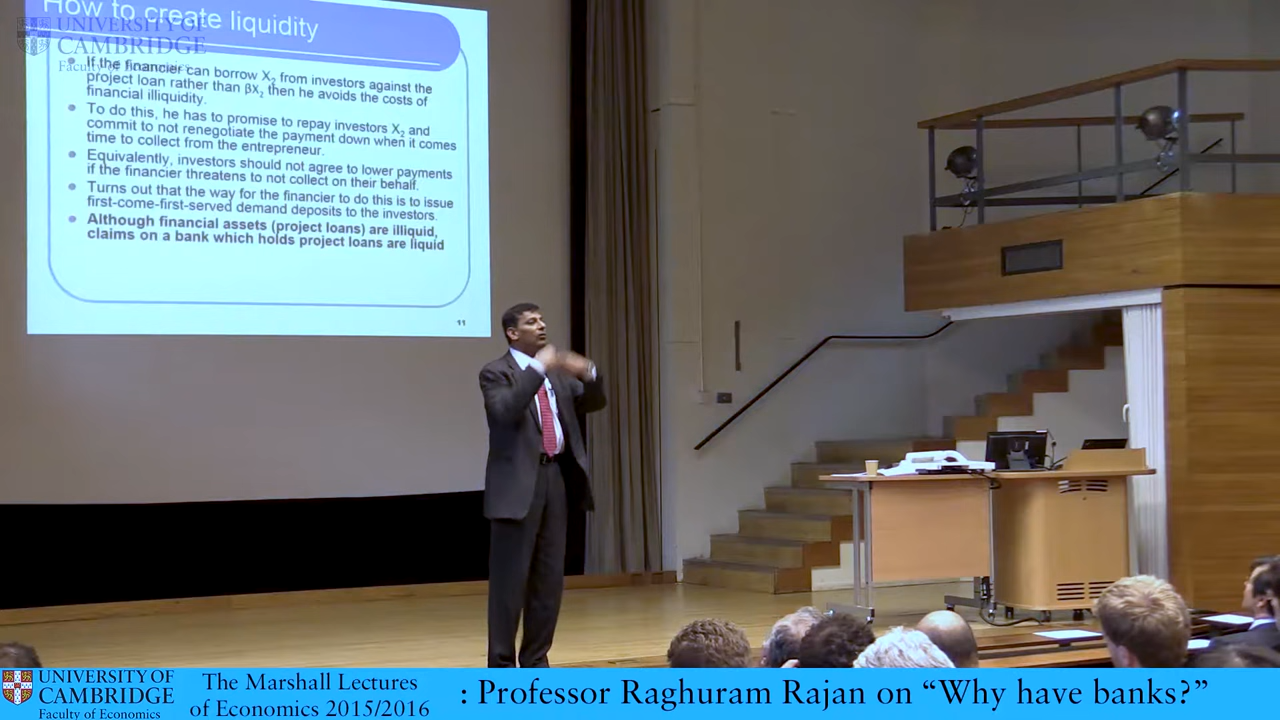 How to create liquidity
UNIVERSITY OF
CAMBRIDGE
Faculty of Economics
If the financier can borrow X2 from investors against the
project loan rather than βX2 then he avoids the costs of
financial illiquidity.
To do this, he has to promise to repay investors X2 and
commit to not renegotiate the payment down when it comes
time to collect from the entrepreneur.
Equivalently, investors should not agree to lower payments
if the financier threatens to not collect on their behalf.
Turns out that the way for the financier to do this is to issue
first-come-first-served demand deposits to the investors.
Although financial assets (project loans) are illiquid,
claims on a bank which holds project loans are liquid
11
UNIVERSITY OF
CAMBRIDGE
Faculty of Economics
The Marshall Lectures
of Economics 2015/2016
: Professor Raghuram Rajan on “Why have banks?”